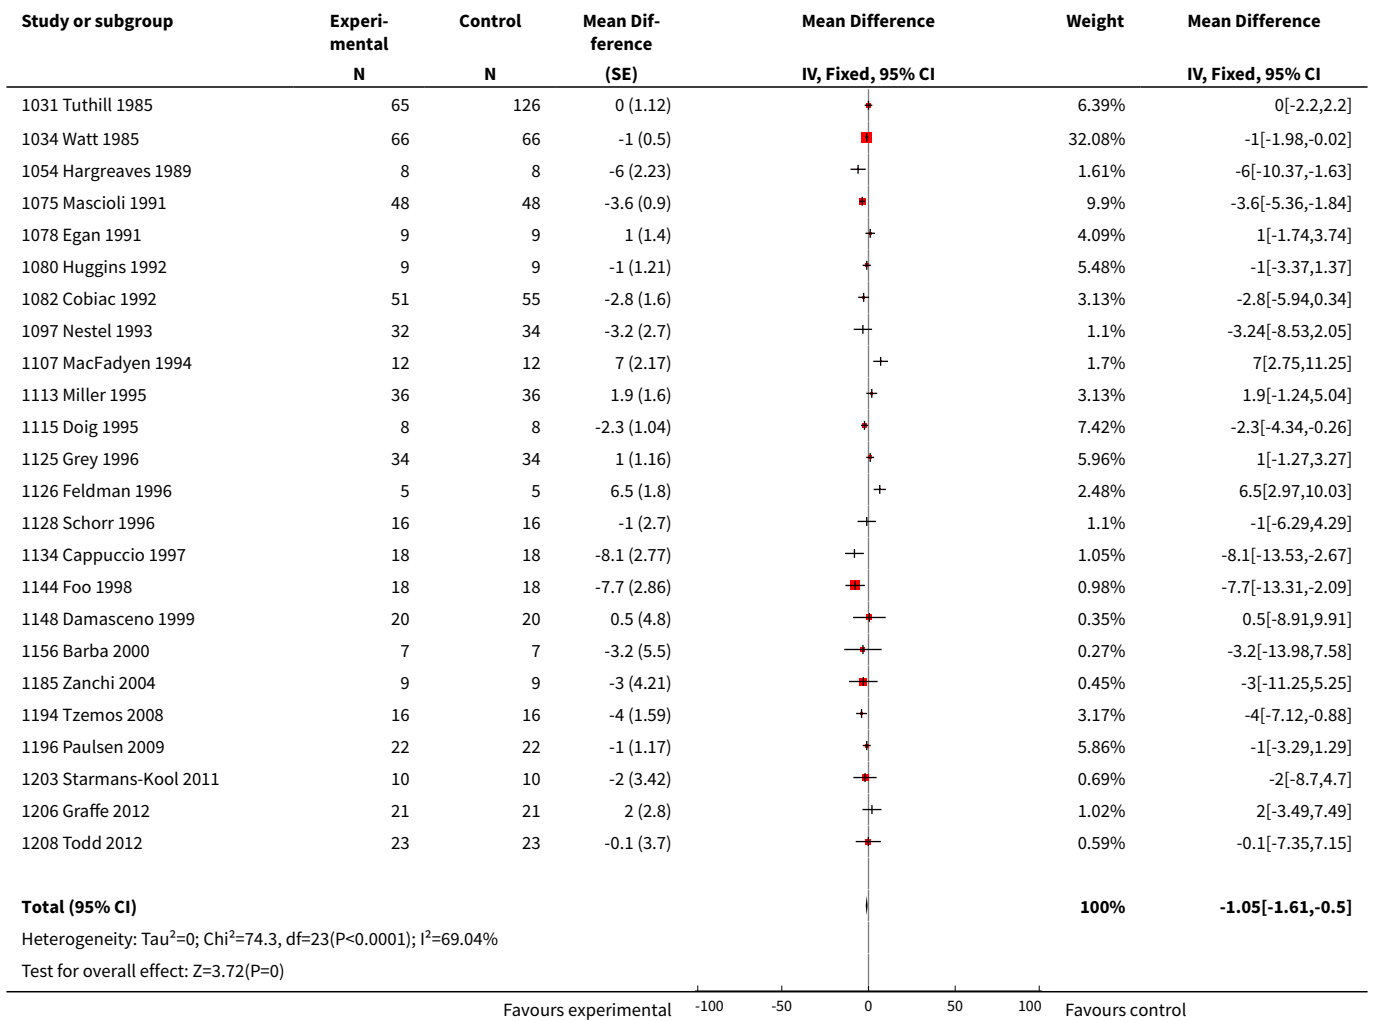 Study or subgroup Experi- Control Mean Dif- Mean Difference Weight Mean Difference
mental ference
N N (SE) IV, Fixed, 95% CI IV, Fixed, 95% CI
1031 Tuthill 1985 65 126 0 (1.12) 6.39% 0[-2.2,2.2]
1034 Watt 1985 66 66 -1 (0.5) 32.08% -1[-1.98,-0.02]
1054 Hargreaves 1989 8 8 -6 (2.23) 1.61% -6[-10.37,-1.63]
1075 Mascioli 1991 48 48 -3.6 (0.9) 9.9% -3.6[-5.36,-1.84]
1078 Egan 1991 9 9 1 (1.4) 4.09% 1[-1.74,3.74]
1080 Huggins 1992 9 9 -1 (1.21) 5.48% -1[-3.37,1.37]
1082 Cobiac 1992 51 55 -2.8 (1.6) 3.13% -2.8[-5.94,0.34]
1097 Nestel 1993 32 34 -3.2 (2.7) 1.1% -3.24[-8.53,2.05]
1107 MacFadyen 1994 12 12 7 (2.17) 1.7% 7[2.75,11.25]
1113 Miller 1995 36 36 1.9 (1.6) 3.13% 1.9[-1.24,5.04]
1115 Doig 1995 8 8 -2.3 (1.04) 7.42% -2.3[-4.34,-0.26]
1125 Grey 1996 34 34 1 (1.16) 5.96% 1[-1.27,3.27]
1126 Feldman 1996 5 5 6.5 (1.8) 2.48% 6.5[2.97,10.03]
1128 Schorr 1996 16 16 -1 (2.7) 1.1% -1[-6.29,4.29]
1134 Cappuccio 1997 18 18 -8.1 (2.77) 1.05% -8.1[-13.53,-2.67]
1144 Foo 1998 18 18 -7.7 (2.86) 0.98% -7.7[-13.31,-2.09]
1148 Damasceno 1999 20 20 0.5 (4.8) 0.35% 0.5[-8.91,9.91]
1156 Barba 2000 7 7 -3.2 (5.5) 0.27% -3.2[-13.98,7.58]
1185 Zanchi 2004 9 9 -3 (4.21) 0.45% -3[-11.25,5.25]
1194 Tzemos 2008 16 16 -4 (1.59) 3.17% -4[-7.12,-0.88]
1196 Paulsen 2009 22 22 -1 (1.17) 5.86% -1[-3.29,1.29]
1203 Starmans-Kool 2011 10 10 -2 (3.42) 0.69% -2[-8.7,4.7]
1206 Graffe 2012 21 21 2 (2.8) 1.02% 2[-3.49,7.49]
1208 Todd 2012 23 23 -0.1 (3.7) 0.59% -0.1[-7.35,7.15]
Total (95% CI) 100% -1.05[-1.61,-0.5]
Heterogeneity: Tau²=0; Chi²=74.3, df=23(P<0.0001); I²=69.04%
Test for overall effect: Z=3.72(P=0)
Favours experimental -100 -50 0 50 100 Favours control